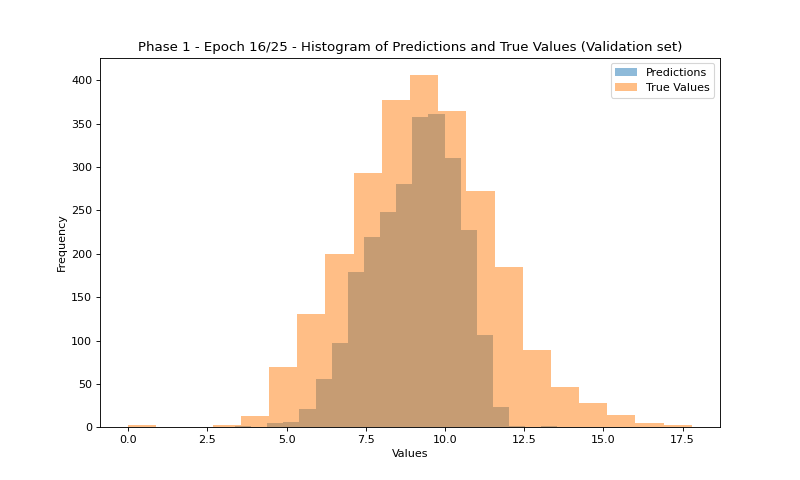 Phase 1 - Epoch 16/25 - Histogram of Predictions and True Values (Validation set)
Predictions
True Values
400
350
300
250
200
150
100
50
0
Frequency
0.0 2.5 5.0 7.5 10.0 12.5 15.0 17.5
Values